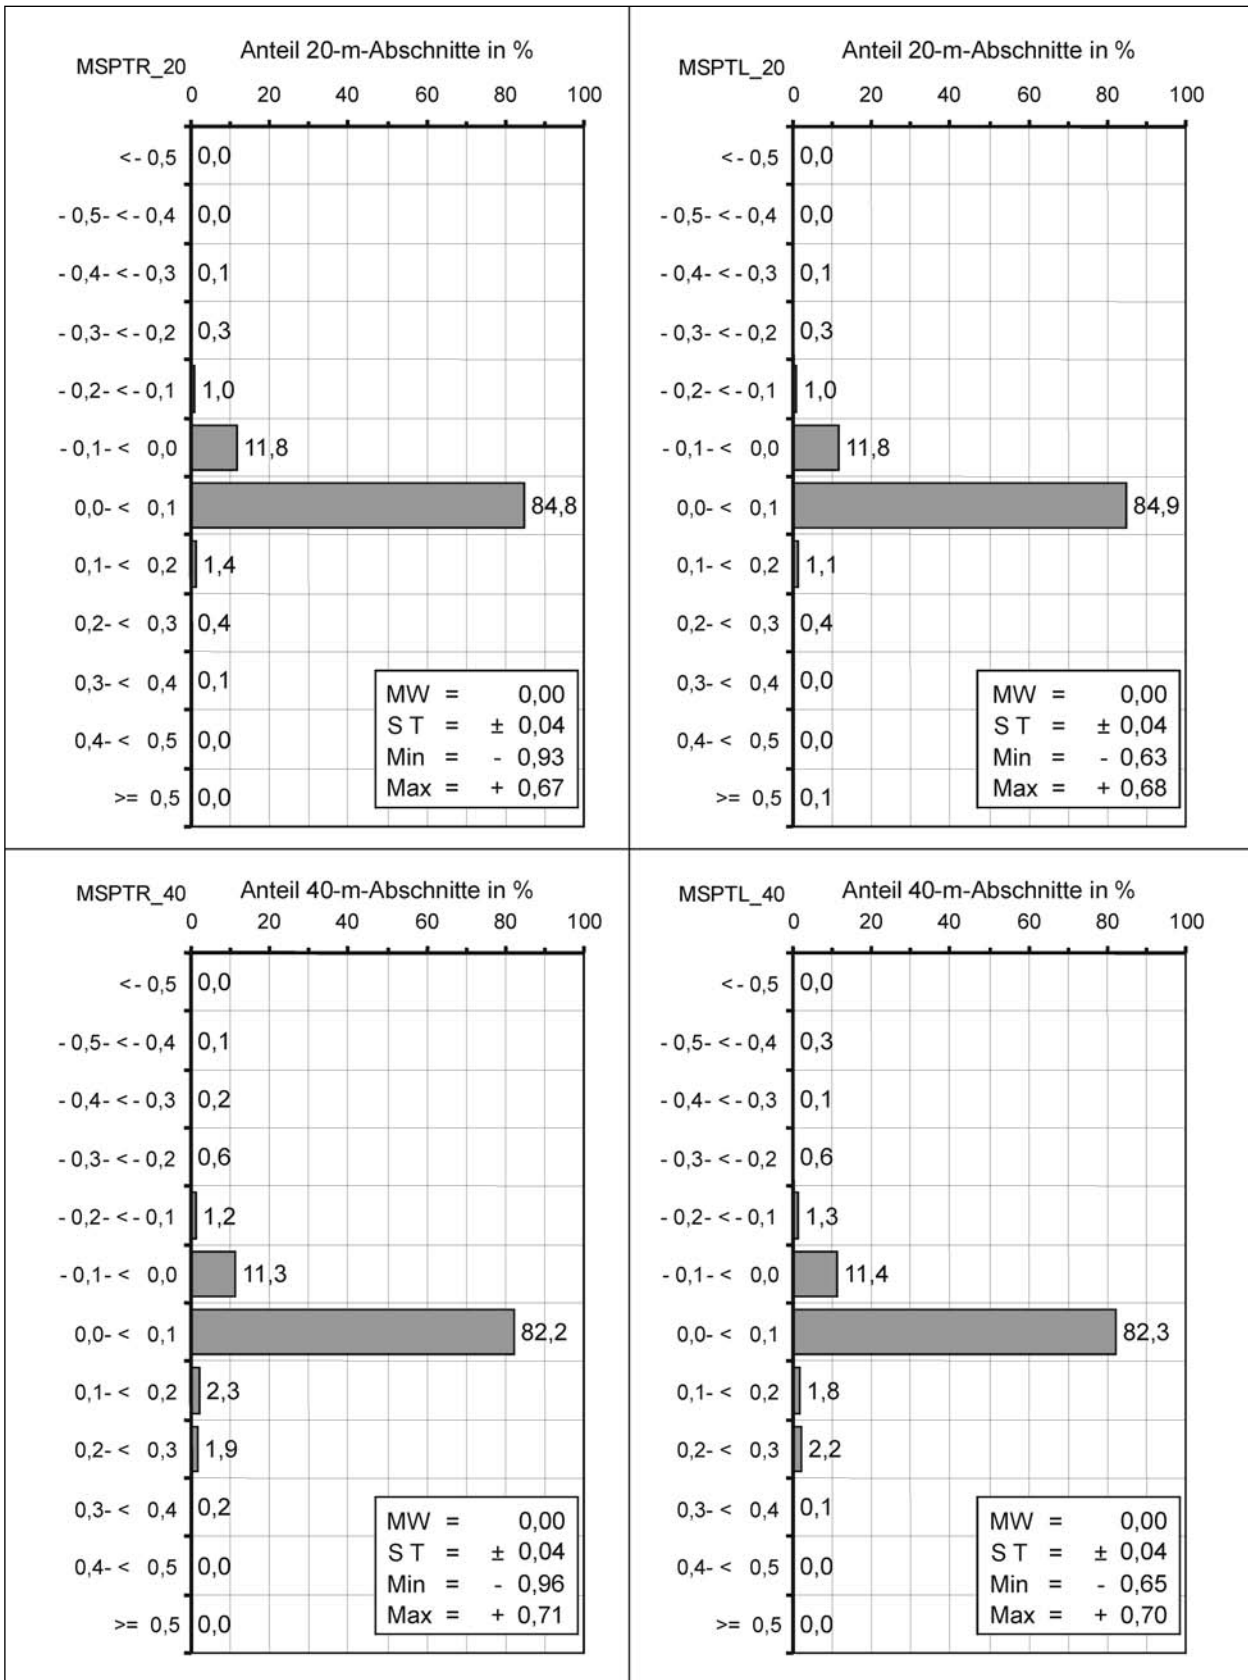 Anteil 20-m-Abschnitte in %
MSPTR_20
0 20 40 60 80 100
< - 0,5 0,0
- 0,5- < - 0,4 0,0
- 0,4- < - 0,3 0,1
- 0,3- < - 0,2 0,3
- 0,2- < - 0,1 1,0
- 0,1- < 0,0 11,8
0,0- < 0,1 84,8
0,1- < 0,2 1,4
0,2- < 0,3 0,4
0,3- < 0,4 0,1
0,4- < 0,5 0,0
>= 0,5 0,0
MW = 0,00
S T = ± 0,04
Min = - 0,93
Max = + 0,67
Anteil 20-m-Abschnitte in %
MSPTL_20
0 20 40 60 80 100
< - 0,5 0,0
- 0,5- < - 0,4 0,0
- 0,4- < - 0,3 0,1
- 0,3- < - 0,2 0,3
- 0,2- < - 0,1 1,0
- 0,1- < 0,0 11,8
0,0- < 0,1 84,9
0,1- < 0,2 1,1
0,2- < 0,3 0,4
0,3- < 0,4 0,0
0,4- < 0,5 0,0
>= 0,5 0,1
MW = 0,00
S T = ± 0,04
Min = - 0,63
Max = + 0,68
MSPTR_40 Anteil 40-m-Abschnitte in %
0 20 40 60 80 100
< - 0,5 0,0
- 0,5- < - 0,4 0,1
- 0,4- < - 0,3 0,2
- 0,3- < - 0,2 0,6
- 0,2- < - 0,1 1,2
- 0,1- < 0,0 11,3
0,0- < 0,1 82,2
0,1- < 0,2 2,3
0,2- < 0,3 1,9
0,3- < 0,4 0,2
0,4- < 0,5 0,0
>= 0,5 0,0
MW = 0,00
S T = ± 0,04
Min = - 0,96
Max = + 0,71
MSPTL_40 Anteil 40-m-Abschnitte in %
0 20 40 60 80 100
< - 0,5 0,0
- 0,5- < - 0,4 0,3
- 0,4- < - 0,3 0,1
- 0,3- < - 0,2 0,6
- 0,2- < - 0,1 1,3
- 0,1- < 0,0 11,4
0,0- < 0,1 82,3
0,1- < 0,2 1,8
0,2- < 0,3 2,2
0,3- < 0,4 0,1
0,4- < 0,5 0,0
>= 0,5 0,0
MW = 0,00
S T = ± 0,04
Min = - 0,65
Max = + 0,70